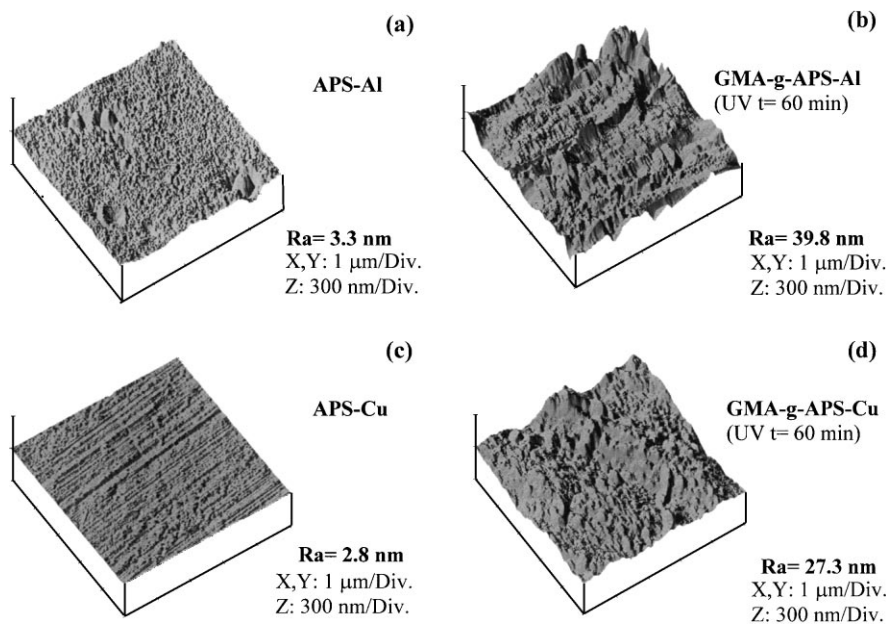 (a)
APS-Al
Ra= 3.3 nm
X,Y: 1 μm/Div.
Z: 300 nm/Div.
(b)
GMA-g-APS-Al
(UV t= 60 min)
Ra= 39.8 nm
X,Y: 1 μm/Div.
Z: 300 nm/Div.
(c)
APS-Cu
Ra= 2.8 nm
X,Y: 1 μm/Div.
Z: 300 nm/Div.
(d)
GMA-g-APS-Cu
(UV t= 60 min)
Ra= 27.3 nm
X,Y: 1 μm/Div.
Z: 300 nm/Div.